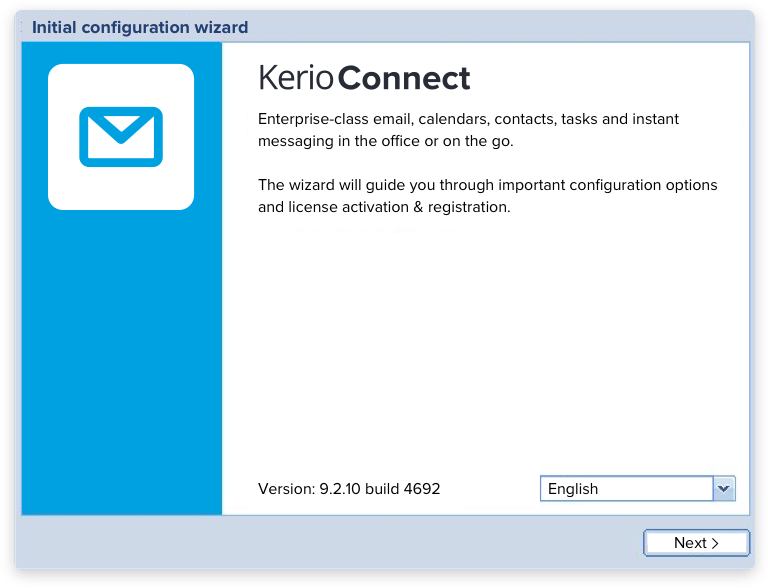 Initial configuration wizard
Kerio Connect
Enterprise-class email, calendars, contacts, tasks and instant
messaging in the office or on the go.
The wizard will guide you through important configuration options
and license activation & registration.
Version: 9.2.10 build 4692
English
Next >